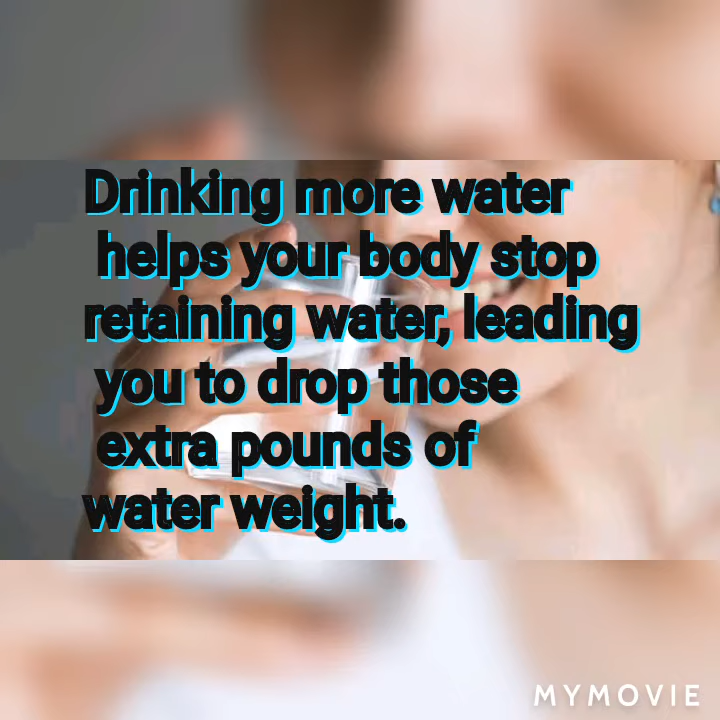 Drinking more water
helps your body stop
retaining water, leading
you to drop those
extra pounds of
water weight.
MYMOVIE